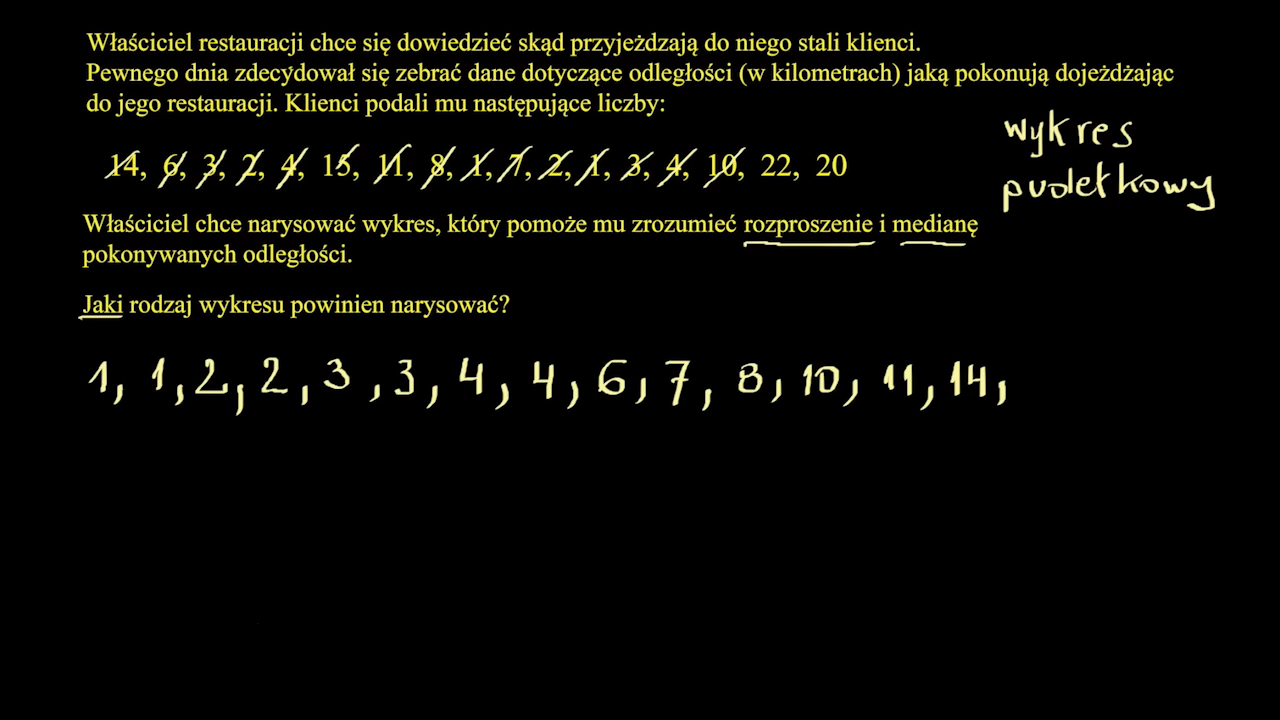 Właściciel restauracji chce się dowiedzieć skąd przyjeżdzają do niego stali klienci.
Pewnego dnia zdecydował się zebrać dane dotyczące odległości (w kilometrach) jaką pokonują dojeżdżając
do jego restauracji. Klienci podali mu następujące liczby:
wykres
pudełkowy
14, 6, 3, 2, 4, 15, 11, 8, 1, 7, 2, 1, 3, 4, 10, 22, 20
Właściciel chce narysować wykres, który pomoże mu zrozumieć rozproszenie i medianę
pokonywanych odległości.
Jaki rodzaj wykresu powinien narysować?
1, 1, 2, 2, 3, 3, 4, 4, 6, 7, 8, 10, 11, 14,